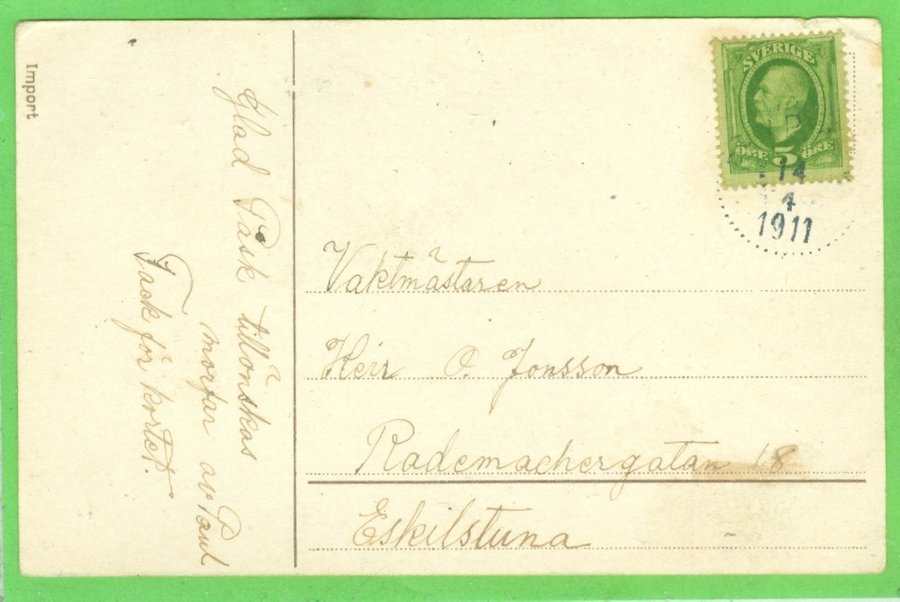 Import
Glad Påsk tillönskas
morfar av Paul
Tack för kortet.
SVERIGE
ÖRE 5 ÖRE
14
4
1911
Vaktmästaren
Herr O. Jonsson
Rademachergatan 18
Eskilstuna